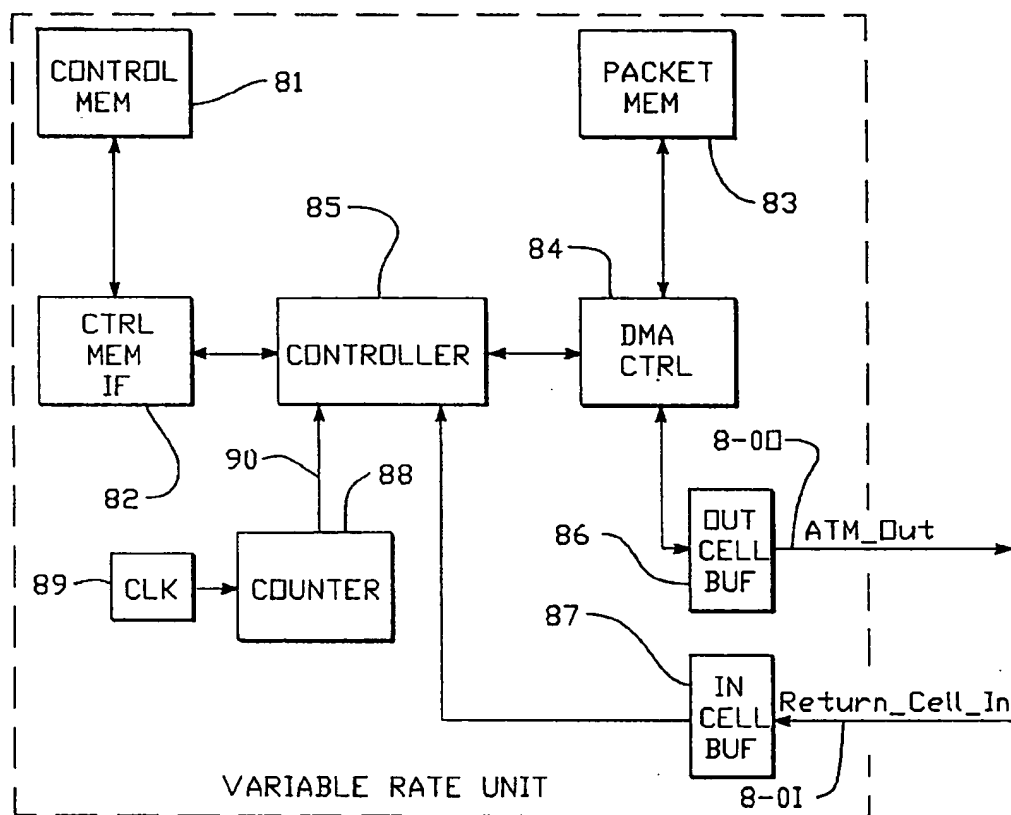 CONTROL
MEM
81
PACKET
MEM
83
85
84
CTRL
MEM
IF
82
CONTROLLER
DMA
CTRL
90
88
8-0O
OUT
CELL
BUF
86
ATM_Out
89
CLK
COUNTER
87
IN
CELL
BUF
Return_Cell_In
8-0I
VARIABLE RATE UNIT